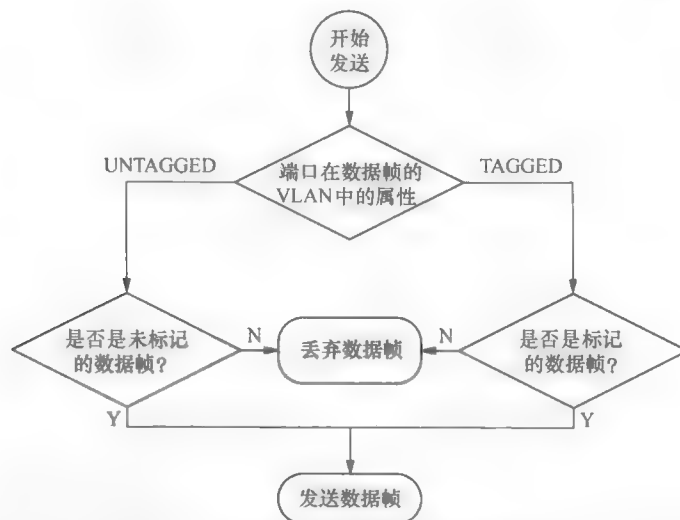 开始
发送
UNTAGGED
端口在数据帧的
VLAN中的属性
TAGGED
是否是未标记
的数据帧?
N
丢弃数据帧
N
是否是标记
的数据帧?
Y
Y
发送数据帧